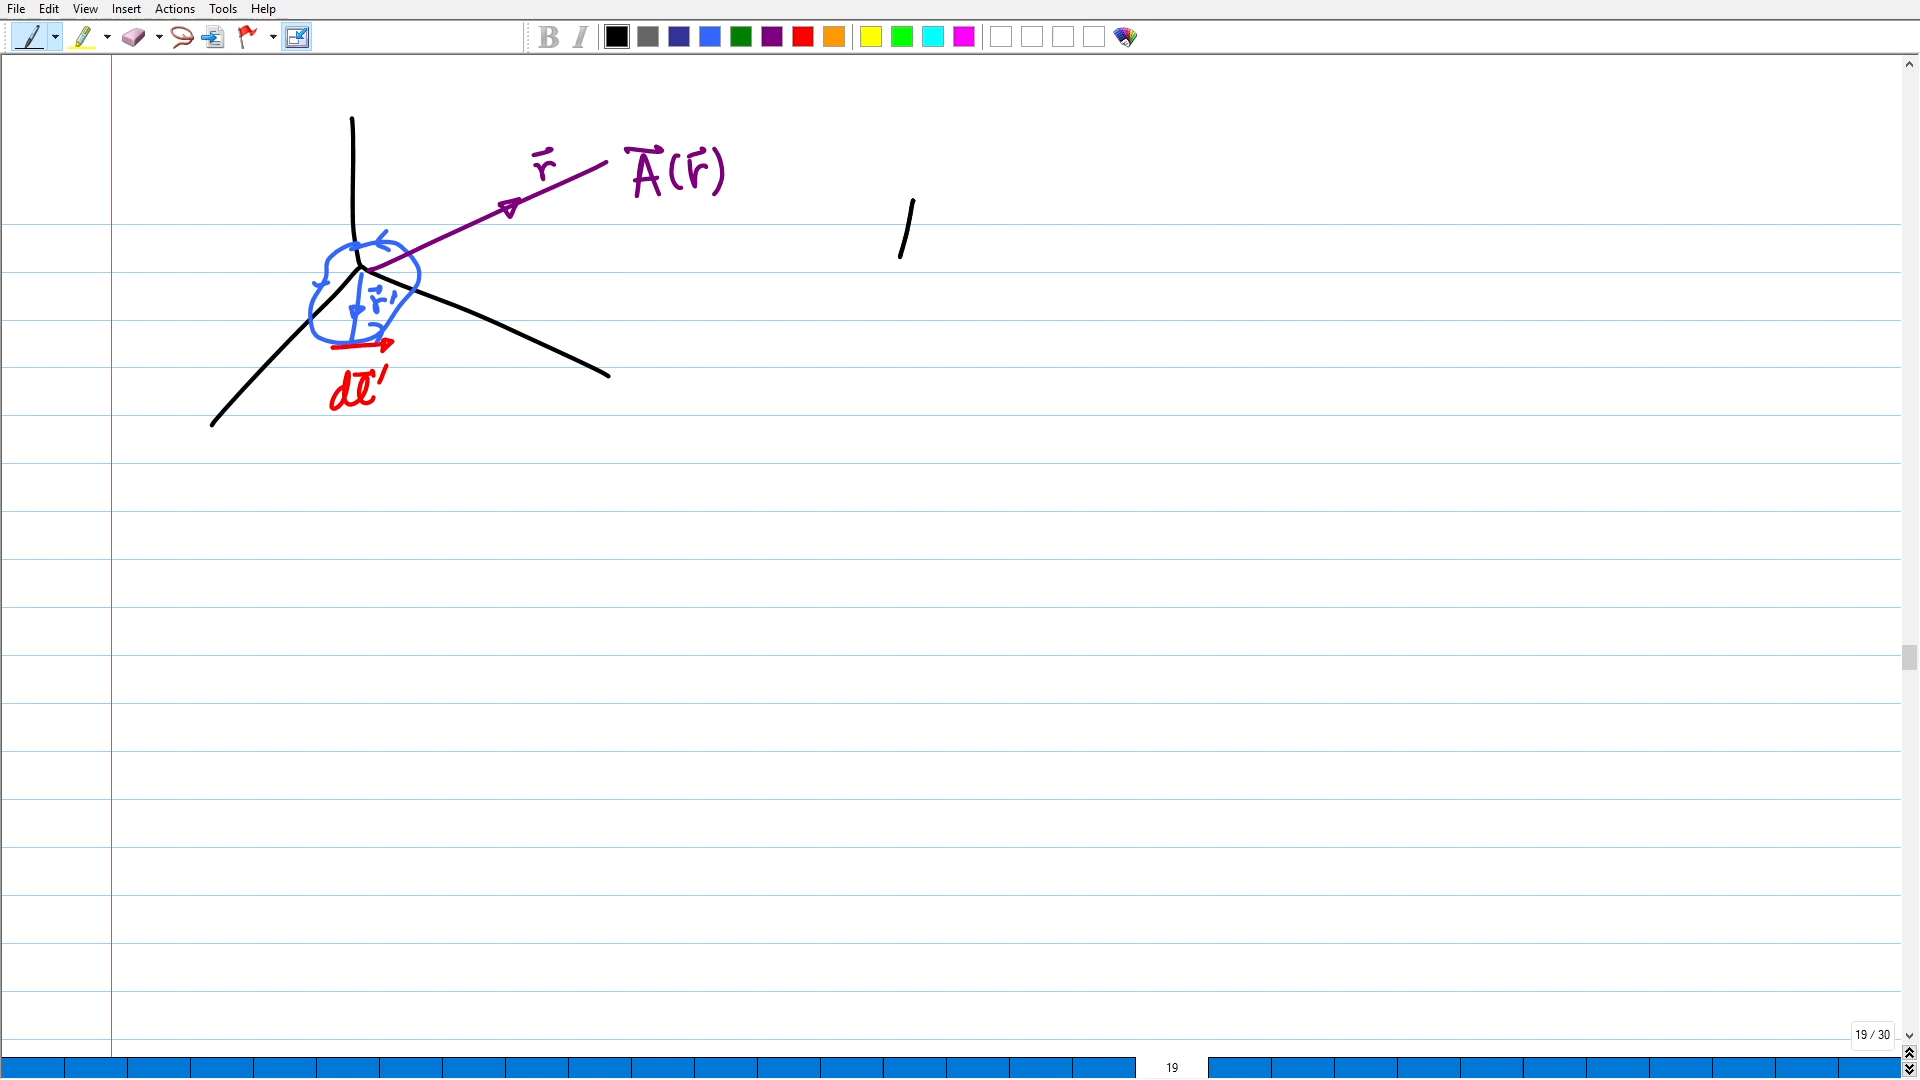 File Edit View Insert Actions Tools Help
B I
r⃗ A⃗(r⃗)
r⃗'
dl⃗'
19 / 30
19